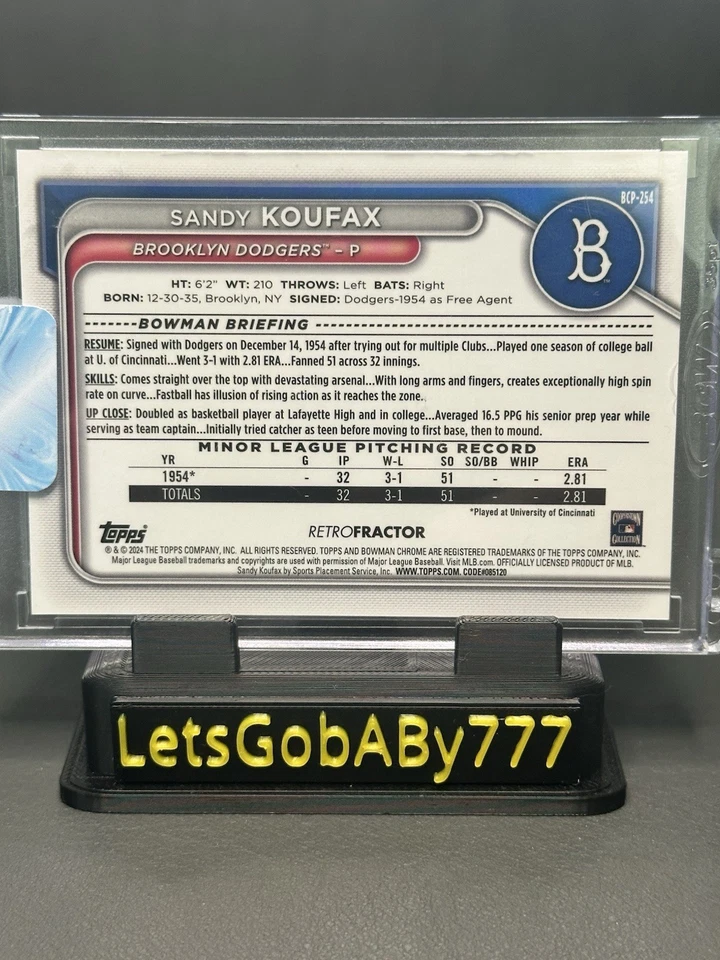 BCP-254
SANDY KOUFAX
BROOKLYN DODGERS™ – P
B
HT: 6'2" WT: 210 THROWS: Left BATS: Right
BORN: 12-30-35, Brooklyn, NY SIGNED: Dodgers-1954 as Free Agent
BOWMAN BRIEFING
RESUME: Signed with Dodgers on December 14, 1954 after trying out for multiple Clubs...Played one season of college ball
at U. of Cincinnati...Went 3-1 with 2.81 ERA...Fanned 51 across 32 innings.
SKILLS: Comes straight over the top with devastating arsenal...With long arms and fingers, creates exceptionally high spin
rate on curve...Fastball has illusion of rising action as it reaches the zone.
UP CLOSE: Doubled as basketball player at Lafayette High and in college...Averaged 16.5 PPG his senior prep year while
serving as team captain...Initially tried catcher as teen before moving to first base, then to mound.
MINOR LEAGUE PITCHING RECORD
YR G IP W-L SO SO/BB WHIP ERA
1954* - 32 3-1 51 - - 2.81
TOTALS - 32 3-1 51 - - 2.81
*Played at University of Cincinnati
Topps® RETROFRACTOR COOPERSTOWN COLLECTION
® & © 2024 THE TOPPS COMPANY, INC. ALL RIGHTS RESERVED. TOPPS AND BOWMAN CHROME ARE REGISTERED TRADEMARKS OF THE TOPPS COMPANY, INC.
Major League Baseball trademarks and copyrights are used with permission of Major League Baseball. Visit MLB.com. OFFICIALLY LICENSED PRODUCT OF MLB.
Sandy Koufax by Sports Placement Service, Inc. WWW.TOPPS.COM. CODE#085120
LetsGobABy777